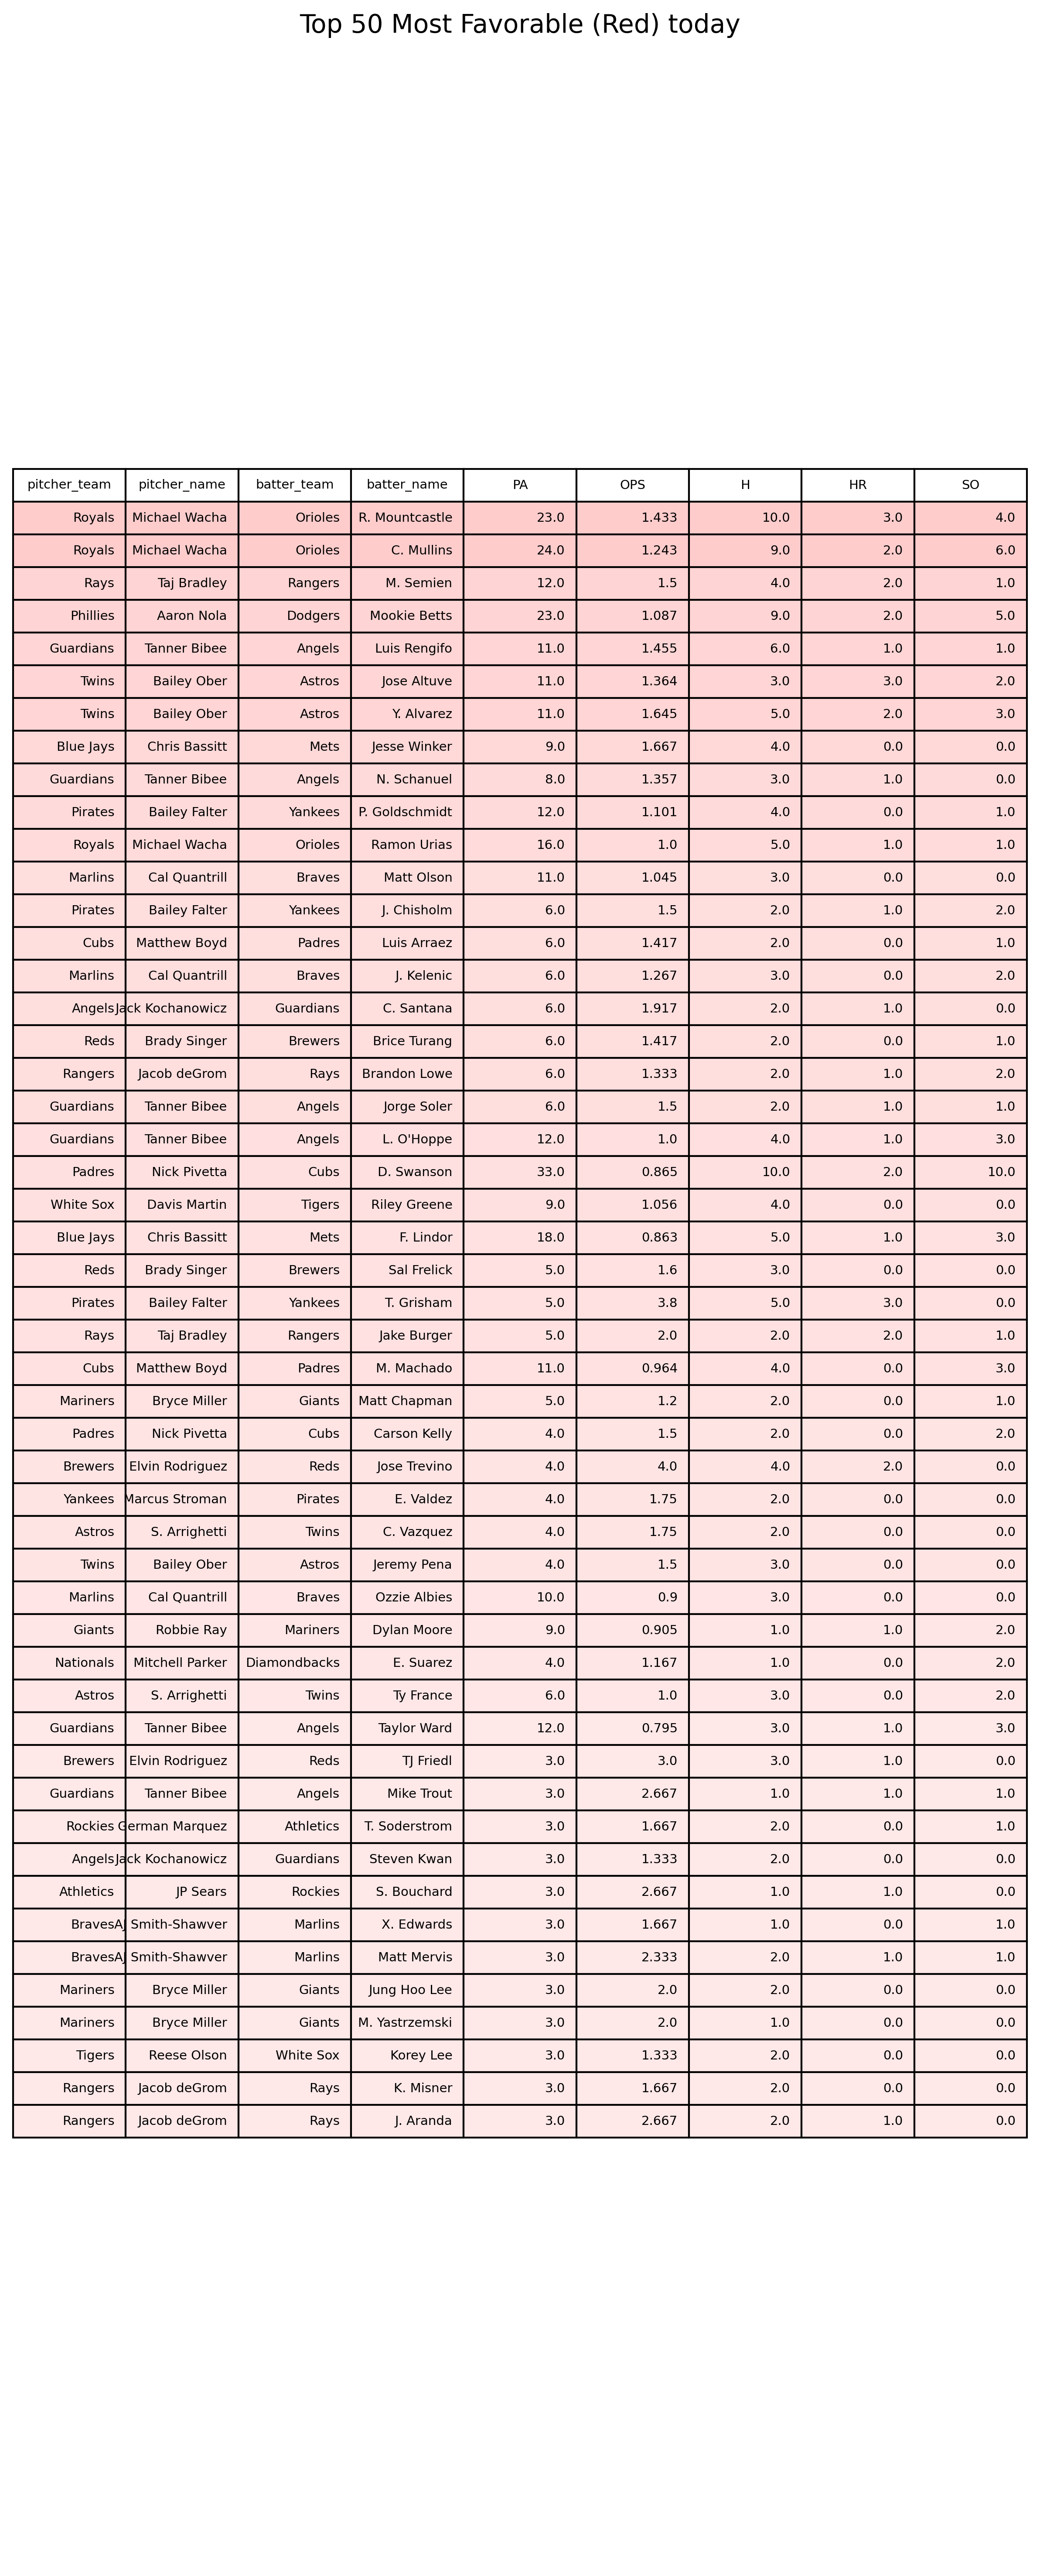 Top 50 Most Favorable (Red) today
pitcher_team pitcher_name batter_team batter_name PA OPS H HR SO
Royals Michael Wacha Orioles R. Mountcastle 23.0 1.433 10.0 3.0 4.0
Royals Michael Wacha Orioles C. Mullins 24.0 1.243 9.0 2.0 6.0
Rays Taj Bradley Rangers M. Semien 12.0 1.5 4.0 2.0 1.0
Phillies Aaron Nola Dodgers Mookie Betts 23.0 1.087 9.0 2.0 5.0
Guardians Tanner Bibee Angels Luis Rengifo 11.0 1.455 6.0 1.0 1.0
Twins Bailey Ober Astros Jose Altuve 11.0 1.364 3.0 3.0 2.0
Twins Bailey Ober Astros Y. Alvarez 11.0 1.645 5.0 2.0 3.0
Blue Jays Chris Bassitt Mets Jesse Winker 9.0 1.667 4.0 0.0 0.0
Guardians Tanner Bibee Angels N. Schanuel 8.0 1.357 3.0 1.0 0.0
Pirates Bailey Falter Yankees P. Goldschmidt 12.0 1.101 4.0 0.0 1.0
Royals Michael Wacha Orioles Ramon Urias 16.0 1.0 5.0 1.0 1.0
Marlins Cal Quantrill Braves Matt Olson 11.0 1.045 3.0 0.0 0.0
Pirates Bailey Falter Yankees J. Chisholm 6.0 1.5 2.0 1.0 2.0
Cubs Matthew Boyd Padres Luis Arraez 6.0 1.417 2.0 0.0 1.0
Marlins Cal Quantrill Braves J. Kelenic 6.0 1.267 3.0 0.0 2.0
Angels Jack Kochanowicz Guardians C. Santana 6.0 1.917 2.0 1.0 0.0
Reds Brady Singer Brewers Brice Turang 6.0 1.417 2.0 0.0 1.0
Rangers Jacob deGrom Rays Brandon Lowe 6.0 1.333 2.0 1.0 2.0
Guardians Tanner Bibee Angels Jorge Soler 6.0 1.5 2.0 1.0 1.0
Guardians Tanner Bibee Angels L. O'Hoppe 12.0 1.0 4.0 1.0 3.0
Padres Nick Pivetta Cubs D. Swanson 33.0 0.865 10.0 2.0 10.0
White Sox Davis Martin Tigers Riley Greene 9.0 1.056 4.0 0.0 0.0
Blue Jays Chris Bassitt Mets F. Lindor 18.0 0.863 5.0 1.0 3.0
Reds Brady Singer Brewers Sal Frelick 5.0 1.6 3.0 0.0 0.0
Pirates Bailey Falter Yankees T. Grisham 5.0 3.8 5.0 3.0 0.0
Rays Taj Bradley Rangers Jake Burger 5.0 2.0 2.0 2.0 1.0
Cubs Matthew Boyd Padres M. Machado 11.0 0.964 4.0 0.0 3.0
Mariners Bryce Miller Giants Matt Chapman 5.0 1.2 2.0 0.0 1.0
Padres Nick Pivetta Cubs Carson Kelly 4.0 1.5 2.0 0.0 2.0
Brewers Elvin Rodriguez Reds Jose Trevino 4.0 4.0 4.0 2.0 0.0
Yankees Marcus Stroman Pirates E. Valdez 4.0 1.75 2.0 0.0 0.0
Astros S. Arrighetti Twins C. Vazquez 4.0 1.75 2.0 0.0 0.0
Twins Bailey Ober Astros Jeremy Pena 4.0 1.5 3.0 0.0 0.0
Marlins Cal Quantrill Braves Ozzie Albies 10.0 0.9 3.0 0.0 0.0
Giants Robbie Ray Mariners Dylan Moore 9.0 0.905 1.0 1.0 2.0
Nationals Mitchell Parker Diamondbacks E. Suarez 4.0 1.167 1.0 0.0 2.0
Astros S. Arrighetti Twins Ty France 6.0 1.0 3.0 0.0 2.0
Guardians Tanner Bibee Angels Taylor Ward 12.0 0.795 3.0 1.0 3.0
Brewers Elvin Rodriguez Reds TJ Friedl 3.0 3.0 3.0 1.0 0.0
Guardians Tanner Bibee Angels Mike Trout 3.0 2.667 1.0 1.0 1.0
Rockies German Marquez Athletics T. Soderstrom 3.0 1.667 2.0 0.0 1.0
Angels Jack Kochanowicz Guardians Steven Kwan 3.0 1.333 2.0 0.0 0.0
Athletics JP Sears Rockies S. Bouchard 3.0 2.667 1.0 1.0 0.0
Braves AJ Smith-Shawver Marlins X. Edwards 3.0 1.667 1.0 0.0 1.0
Braves AJ Smith-Shawver Marlins Matt Mervis 3.0 2.333 2.0 1.0 1.0
Mariners Bryce Miller Giants Jung Hoo Lee 3.0 2.0 2.0 0.0 0.0
Mariners Bryce Miller Giants M. Yastrzemski 3.0 2.0 1.0 0.0 0.0
Tigers Reese Olson White Sox Korey Lee 3.0 1.333 2.0 0.0 0.0
Rangers Jacob deGrom Rays K. Misner 3.0 1.667 2.0 0.0 0.0
Rangers Jacob deGrom Rays J. Aranda 3.0 2.667 2.0 1.0 0.0